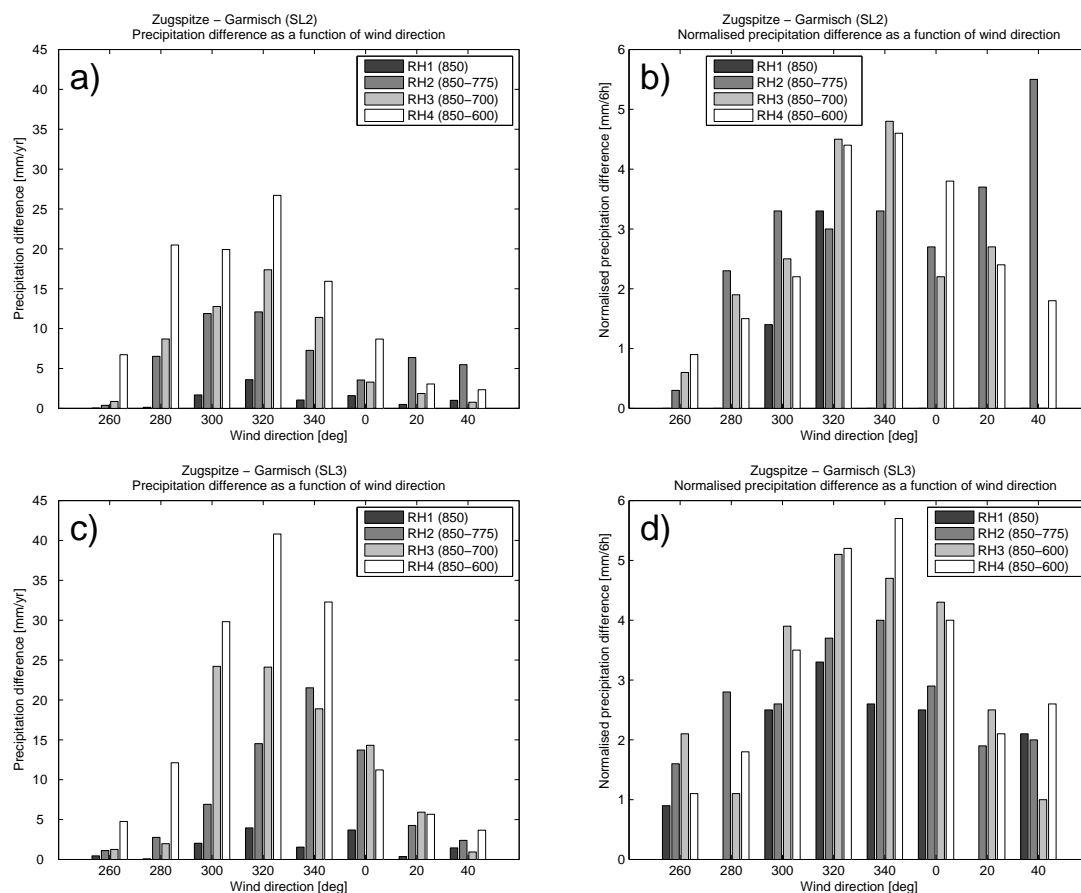 Zugspitze − Garmisch (SL2)
Precipitation difference as a function of wind direction
a)
RH1 (850)
RH2 (850−775)
RH3 (850−700)
RH4 (850−600)
Precipitation difference [mm/yr]
45
40
35
30
25
20
15
10
5
0
260 280 300 320 340 0 20 40
Wind direction [deg]
Zugspitze − Garmisch (SL2)
Normalised precipitation difference as a function of wind direction
b)
RH1 (850)
RH2 (850−775)
RH3 (850−700)
RH4 (850−600)
Normalised precipitation difference [mm/6h]
6
5
4
3
2
1
0
260 280 300 320 340 0 20 40
Wind direction [deg]
Zugspitze − Garmisch (SL3)
Precipitation difference as a function of wind direction
c)
RH1 (850)
RH2 (850−775)
RH3 (850−700)
RH4 (850−600)
Precipitation difference [mm/yr]
45
40
35
30
25
20
15
10
5
0
260 280 300 320 340 0 20 40
Wind direction [deg]
Zugspitze − Garmisch (SL3)
Normalised precipitation difference as a function of wind direction
d)
RH1 (850)
RH2 (850−775)
RH3 (850−600)
RH4 (850−600)
Normalised precipitation difference [mm/6h]
6
5
4
3
2
1
0
260 280 300 320 340 0 20 40
Wind direction [deg]